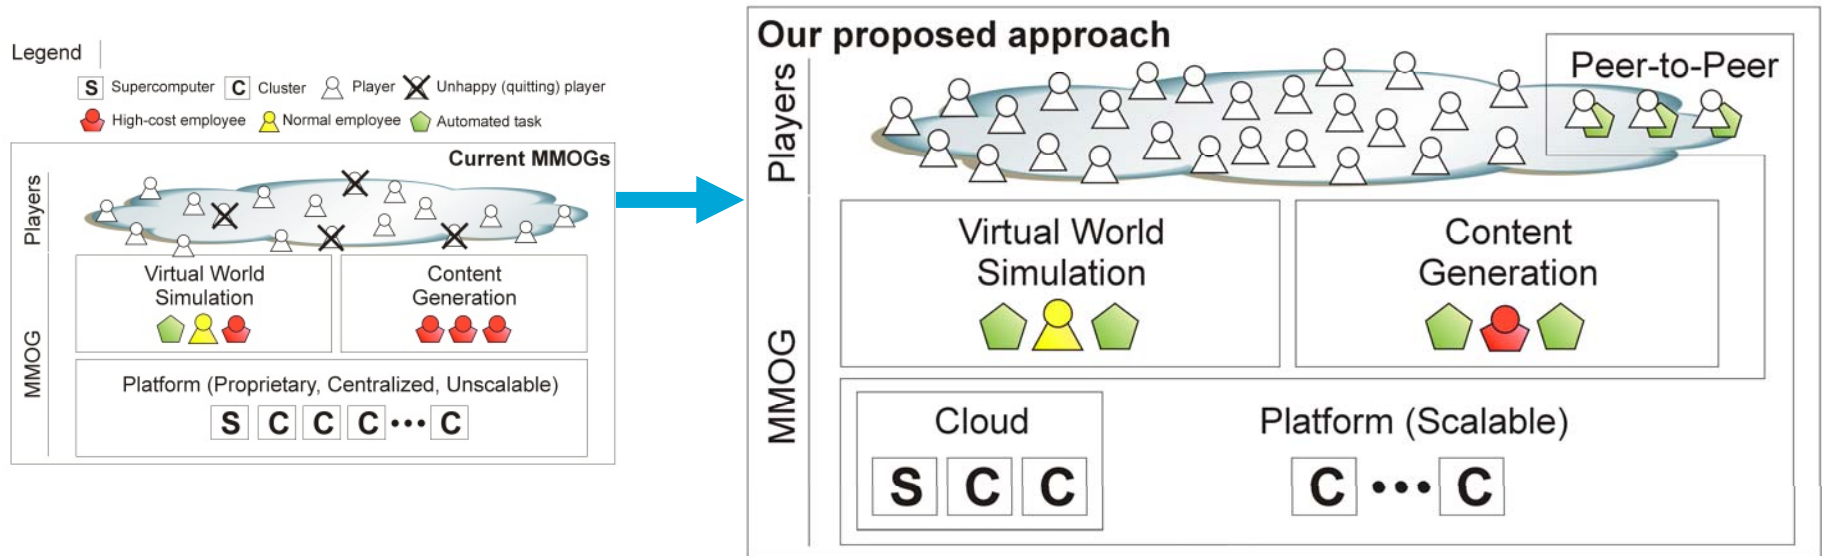 Legend
S Supercomputer C Cluster Player Unhappy (quitting) player
High-cost employee Normal employee Automated task
Current MMOGs
Players
Virtual World
Simulation
Content
Generation
MMOG
Platform (Proprietary, Centralized, Unscalable)
S C C C ••• C
Our proposed approach
Peer-to-Peer
Players
Virtual World
Simulation
Content
Generation
MMOG
Cloud
S C C
Platform (Scalable)
C ••• C